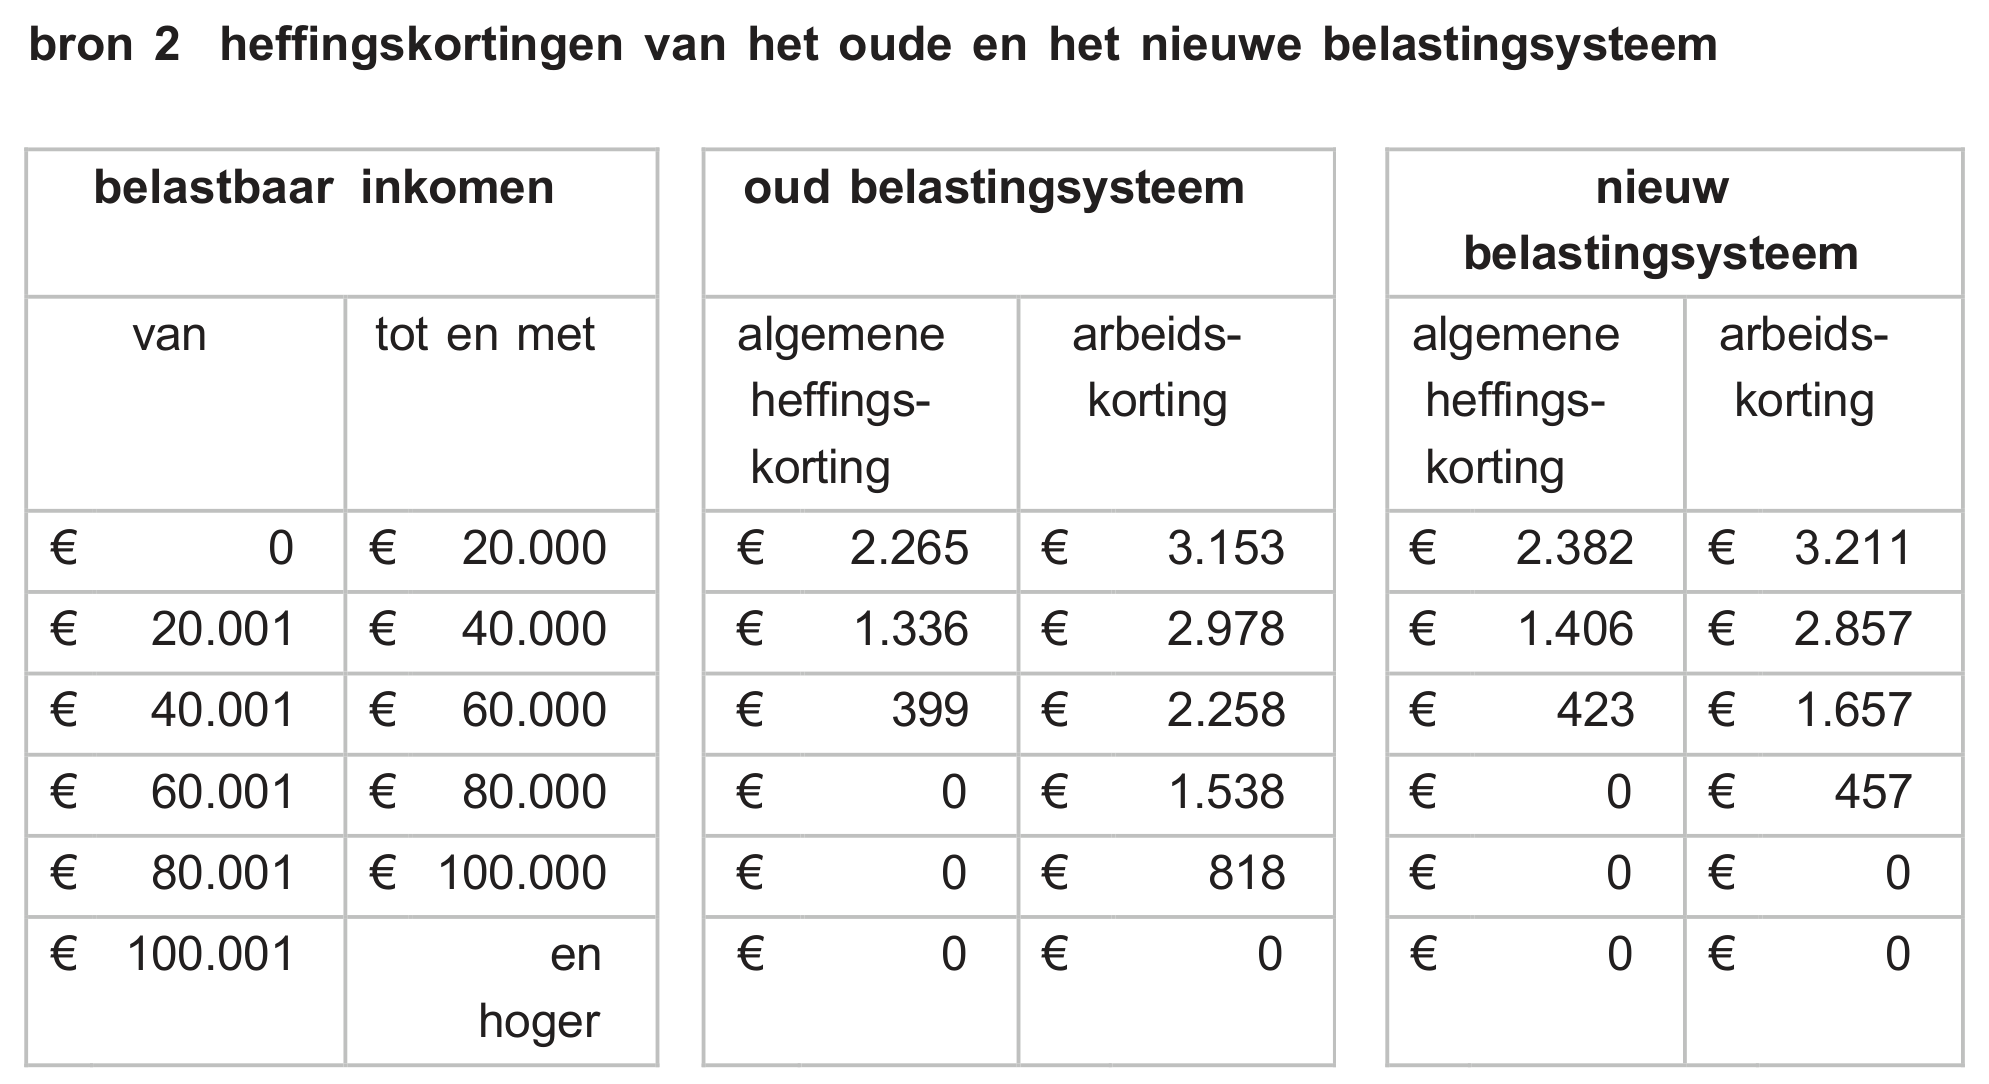 bron 2 heffingskortingen van het oude en het nieuwe belastingsysteem
belastbaar inkomen oud belastingsysteem nieuw
belastingsysteem
van tot en met algemene arbeids- algemene arbeids-
heffings- korting heffings- korting
korting korting
€ 0 € 20.000 € 2.265 € 3.153 € 2.382 € 3.211
€ 20.001 € 40.000 € 1.336 € 2.978 € 1.406 € 2.857
€ 40.001 € 60.000 € 399 € 2.258 € 423 € 1.657
€ 60.001 € 80.000 € 0 € 1.538 € 0 € 457
€ 80.001 € 100.000 € 0 € 818 € 0 € 0
€ 100.001 en € 0 € 0 € 0 € 0
hoger